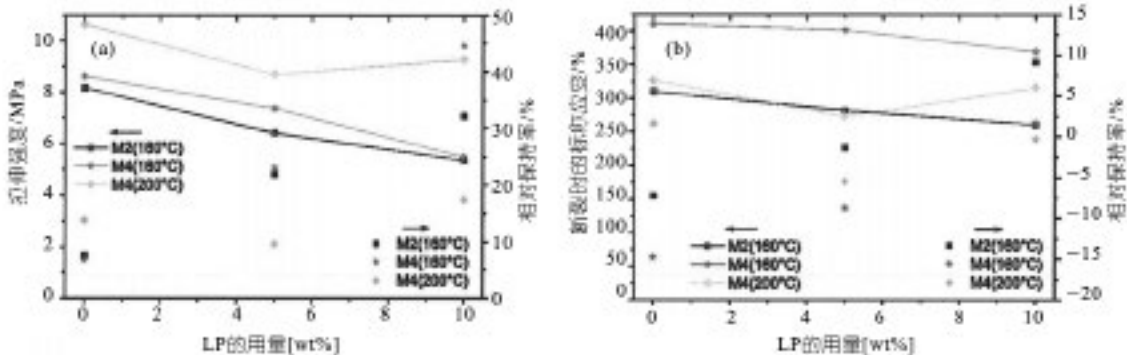 10
8
6
4
2
0
拉伸强度/MPa
(a)
M2(160°C)
M4(160°C)
M4(200°C)
M2(160°C)
M4(160°C)
M4(200°C)
50
40
30
20
10
0
相对保持率/%
0 2 4 6 8 10
LP的用量[wt%]
400
350
300
250
200
150
100
50
0
断裂时的标称应变/%
(b)
M2(160°C)
M4(160°C)
M4(200°C)
M2(160°C)
M4(160°C)
M4(200°C)
15
10
5
0
−5
−10
−15
−20
相对保持率/%
0 2 4 6 8 10
LP的用量[wt%]